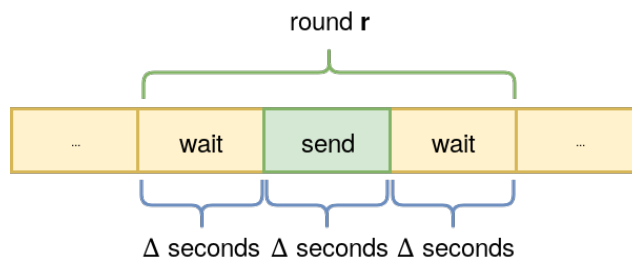 round r
... wait send wait ...
Δ seconds Δ seconds Δ seconds